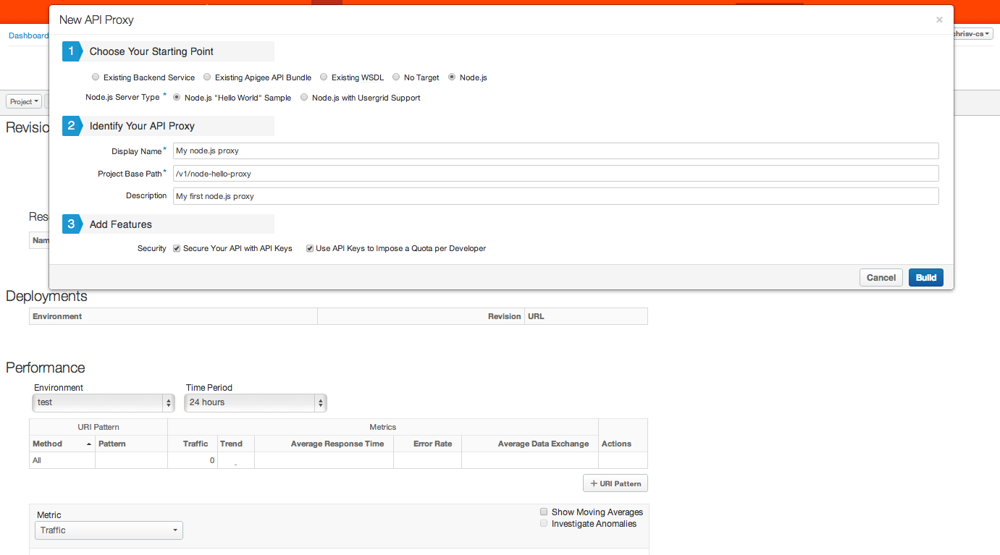 New API Proxy ×
Dashboard
chrisv-cs
1 Choose Your Starting Point
Existing Backend Service Existing Apigee API Bundle Existing WSDL No Target Node.js
Node.js Server Type * Node.js "Hello World" Sample Node.js with Usergrid Support
Project
2 Identify Your API Proxy
Revisio
Display Name * My node.js proxy
Project Base Path * /v1/node-hello-proxy
Description My first node.js proxy
Res
3 Add Features
Nam
Security Secure Your API with API Keys Use API Keys to Impose a Quota per Developer
Cancel Build
Deployments
Environment Revision URL
Performance
Environment Time Period
test 24 hours
URI Pattern Metrics
Method Pattern Traffic Trend Average Response Time Error Rate Average Data Exchange Actions
All 0 -
+ URI Pattern
Metric Show Moving Averages
Traffic Investigate Anomalies